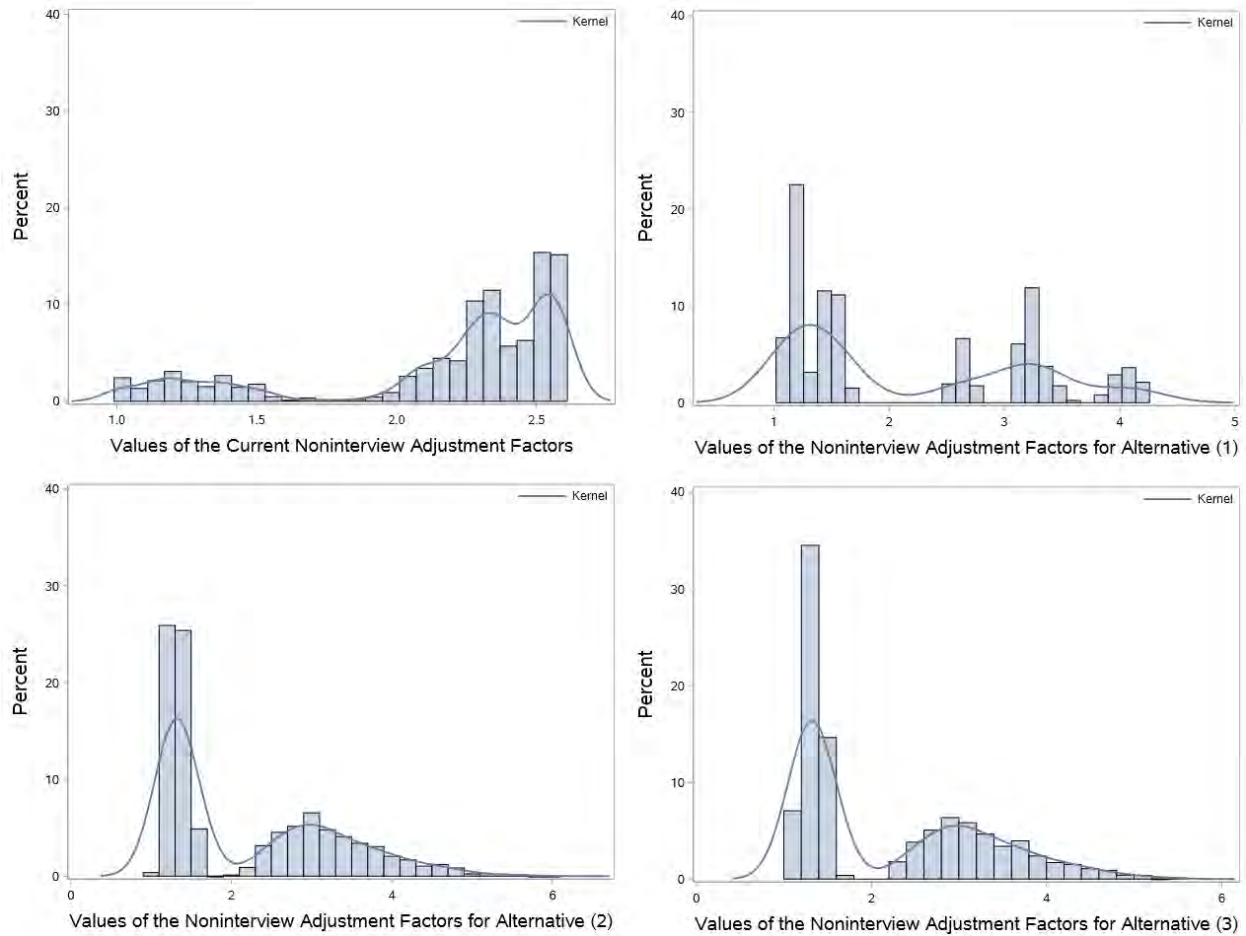 40
Kernel
30
20
10
0
Percent
1.0 1.5 2.0 2.5
Values of the Current Noninterview Adjustment Factors
40
Kernel
30
20
10
0
Percent
1 2 3 4 5
Values of the Noninterview Adjustment Factors for Alternative (1)
40
Kernel
30
20
10
0
Percent
0 2 4 6
Values of the Noninterview Adjustment Factors for Alternative (2)
40
Kernel
30
20
10
0
Percent
0 2 4 6
Values of the Noninterview Adjustment Factors for Alternative (3)